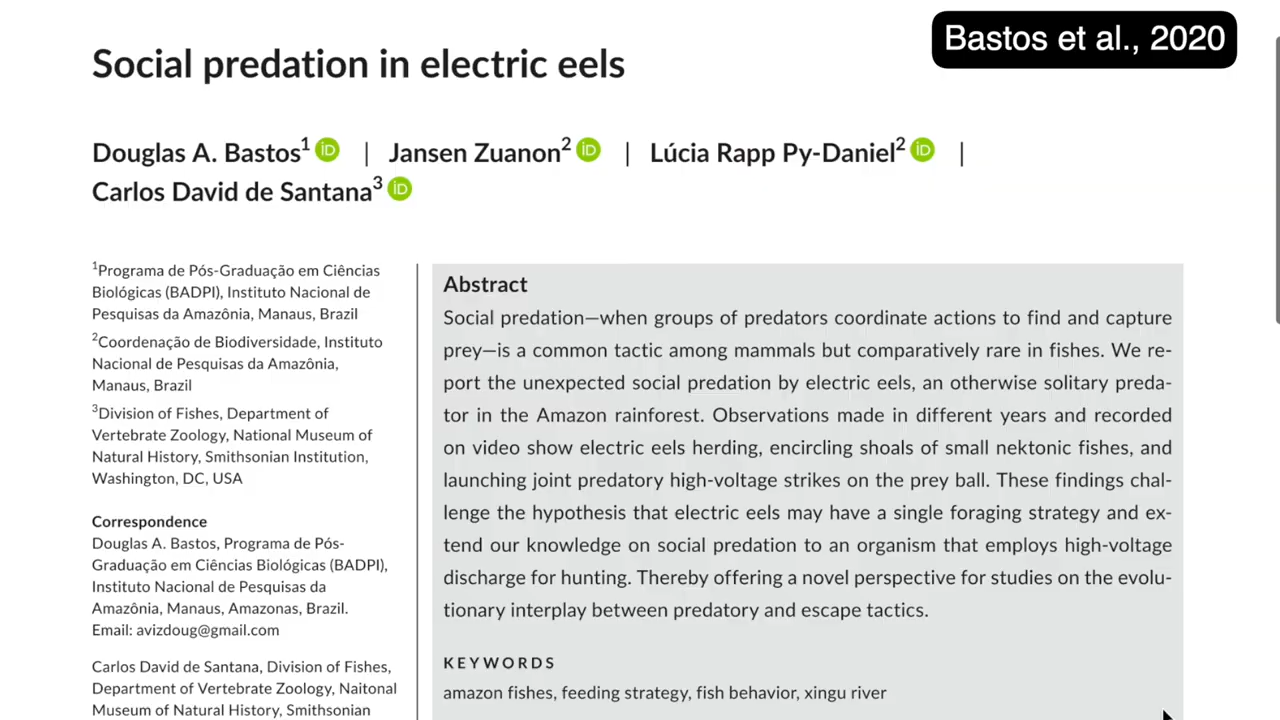 Bastos et al., 2020
Social predation in electric eels
Douglas A. Bastos1 iD | Jansen Zuanon2 iD | Lúcia Rapp Py-Daniel2 iD |
Carlos David de Santana3 iD
1Programa de Pós-Graduação em Ciências
Biológicas (BADPI), Instituto Nacional de
Pesquisas da Amazônia, Manaus, Brazil
2Coordenação de Biodiversidade, Instituto
Nacional de Pesquisas da Amazônia,
Manaus, Brazil
3Division of Fishes, Department of
Vertebrate Zoology, National Museum of
Natural History, Smithsonian Institution,
Washington, DC, USA
Correspondence
Douglas A. Bastos, Programa de Pós-
Graduação em Ciências Biológicas (BADPI),
Instituto Nacional de Pesquisas da
Amazônia, Manaus, Amazonas, Brazil.
Email: avizdoug@gmail.com
Carlos David de Santana, Division of Fishes,
Department of Vertebrate Zoology, Naitonal
Museum of Natural History, Smithsonian
Abstract
Social predation—when groups of predators coordinate actions to find and capture
prey—is a common tactic among mammals but comparatively rare in fishes. We re-
port the unexpected social predation by electric eels, an otherwise solitary preda-
tor in the Amazon rainforest. Observations made in different years and recorded
on video show electric eels herding, encircling shoals of small nektonic fishes, and
launching joint predatory high-voltage strikes on the prey ball. These findings chal-
lenge the hypothesis that electric eels may have a single foraging strategy and ex-
tend our knowledge on social predation to an organism that employs high-voltage
discharge for hunting. Thereby offering a novel perspective for studies on the evolu-
tionary interplay between predatory and escape tactics.
KEYWORDS
amazon fishes, feeding strategy, fish behavior, xingu river